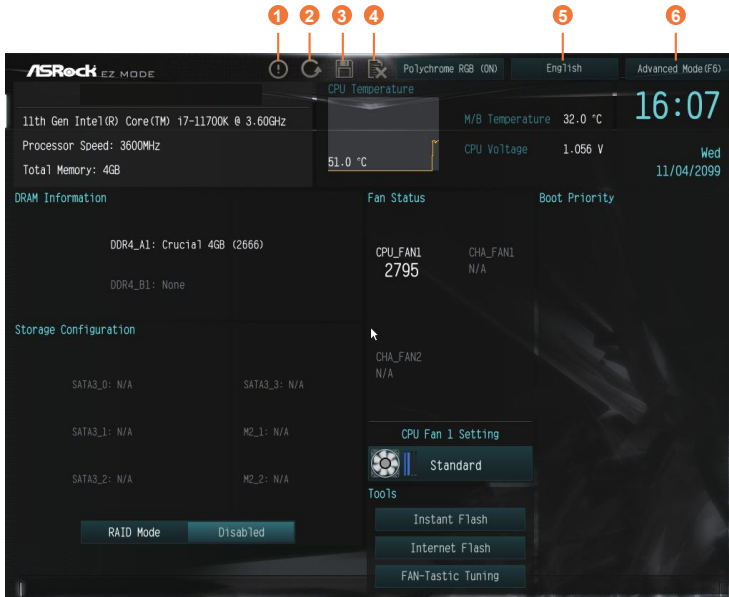 1 2 3 4 5 6
ASRock EZ MODE
Polychrome RGB (ON)
English
Advanced Mode(F6)
11th Gen Intel(R) Core(TM) i7-11700K @ 3.60GHz
Processor Speed: 3600MHz
Total Memory: 4GB
CPU Temperature
51.0 °C
M/B Temperature 32.0 °C
CPU Voltage 1.056 V
16:07
Wed
11/04/2099
DRAM Information
DDR4_A1: Crucial 4GB (2666)
DDR4_B1: None
Storage Configuration
SATA3_0: N/A SATA3_3: N/A
SATA3_1: N/A M2_1: N/A
SATA3_2: N/A M2_2: N/A
RAID Mode Disabled
Fan Status
CPU_FAN1 CHA_FAN1
2795 N/A
CHA_FAN2
N/A
CPU Fan 1 Setting
Standard
Tools
Instant Flash
Internet Flash
FAN-Tastic Tuning
Boot Priority